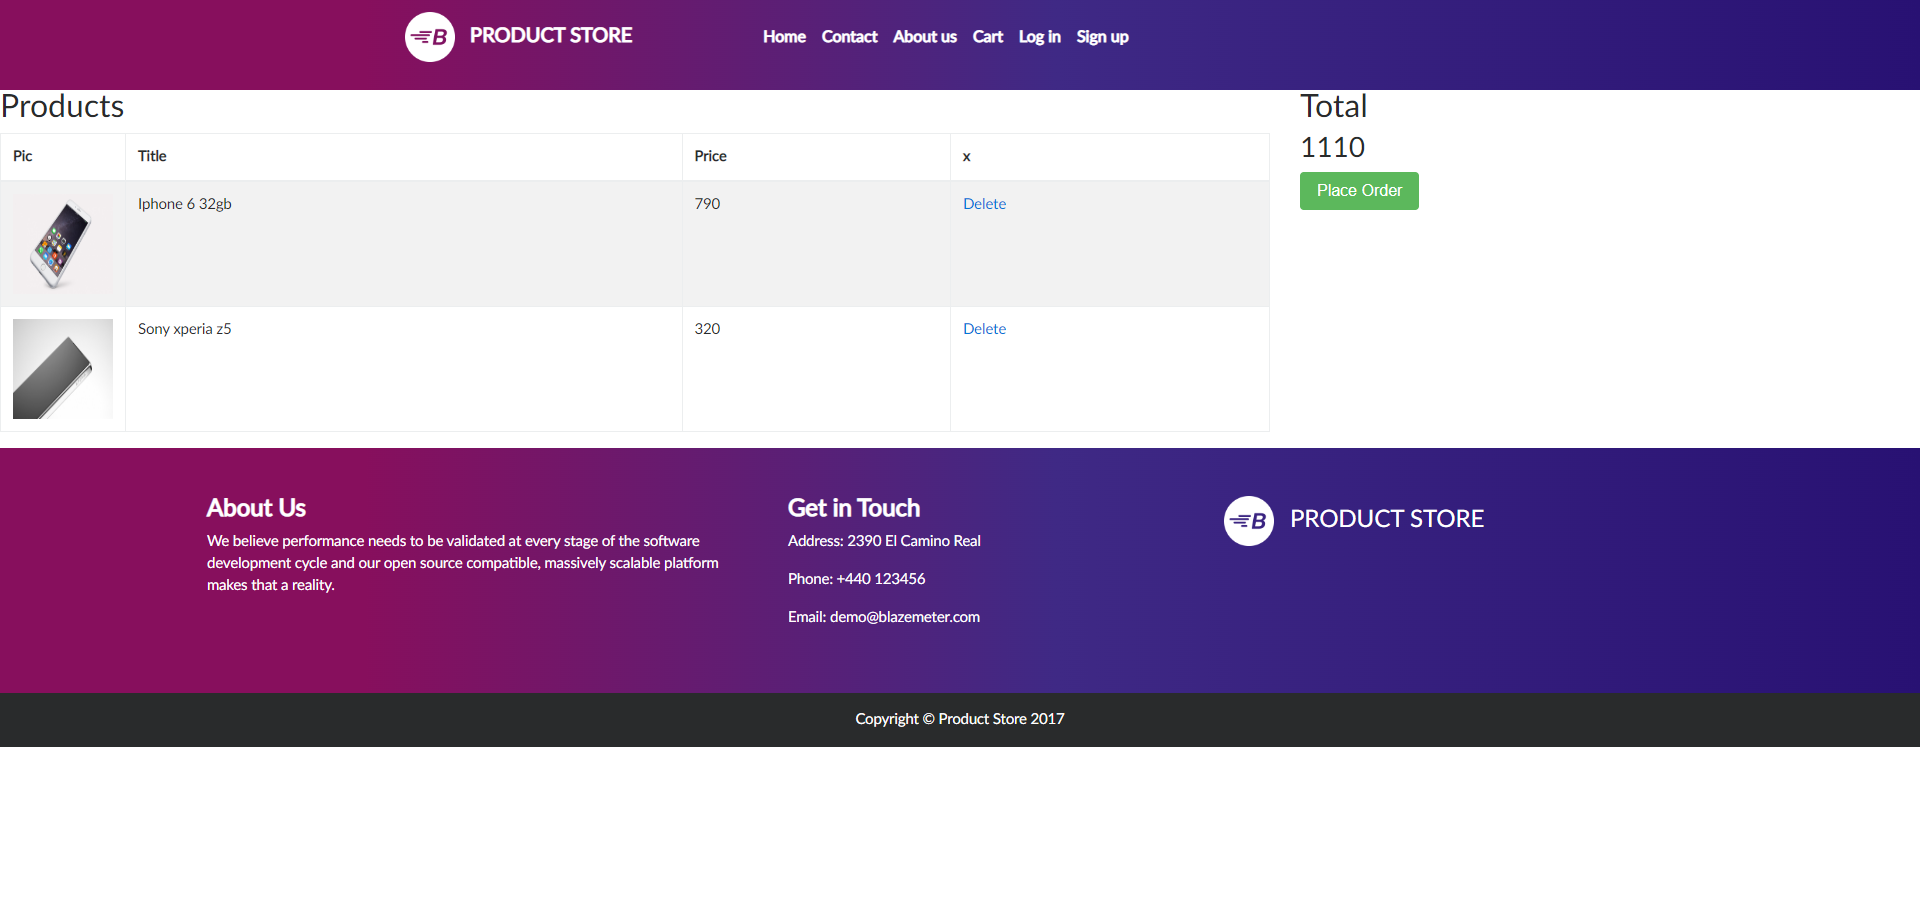 B PRODUCT STORE
Home Contact About us Cart Log in Sign up
Products
Pic Title Price x
Iphone 6 32gb 790 Delete
Sony xperia z5 320 Delete
Total
1110
Place Order
About Us
We believe performance needs to be validated at every stage of the software
development cycle and our open source compatible, massively scalable platform
makes that a reality.
Get in Touch
Address: 2390 El Camino Real
Phone: +440 123456
Email: demo@blazemeter.com
B PRODUCT STORE
Copyright © Product Store 2017